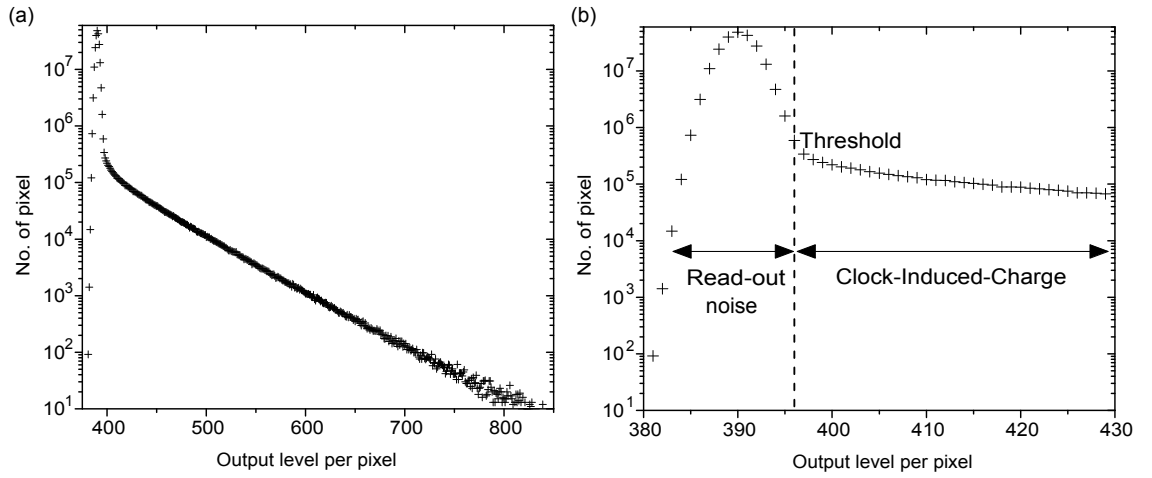 (a)
No. of pixel
10^7
10^6
10^5
10^4
10^3
10^2
10^1
400 500 600 700 800
Output level per pixel
(b)
No. of pixel
10^7
10^6
10^5
10^4
10^3
10^2
10^1
Threshold
Read-out
noise
Clock-Induced-Charge
380 390 400 410 420 430
Output level per pixel